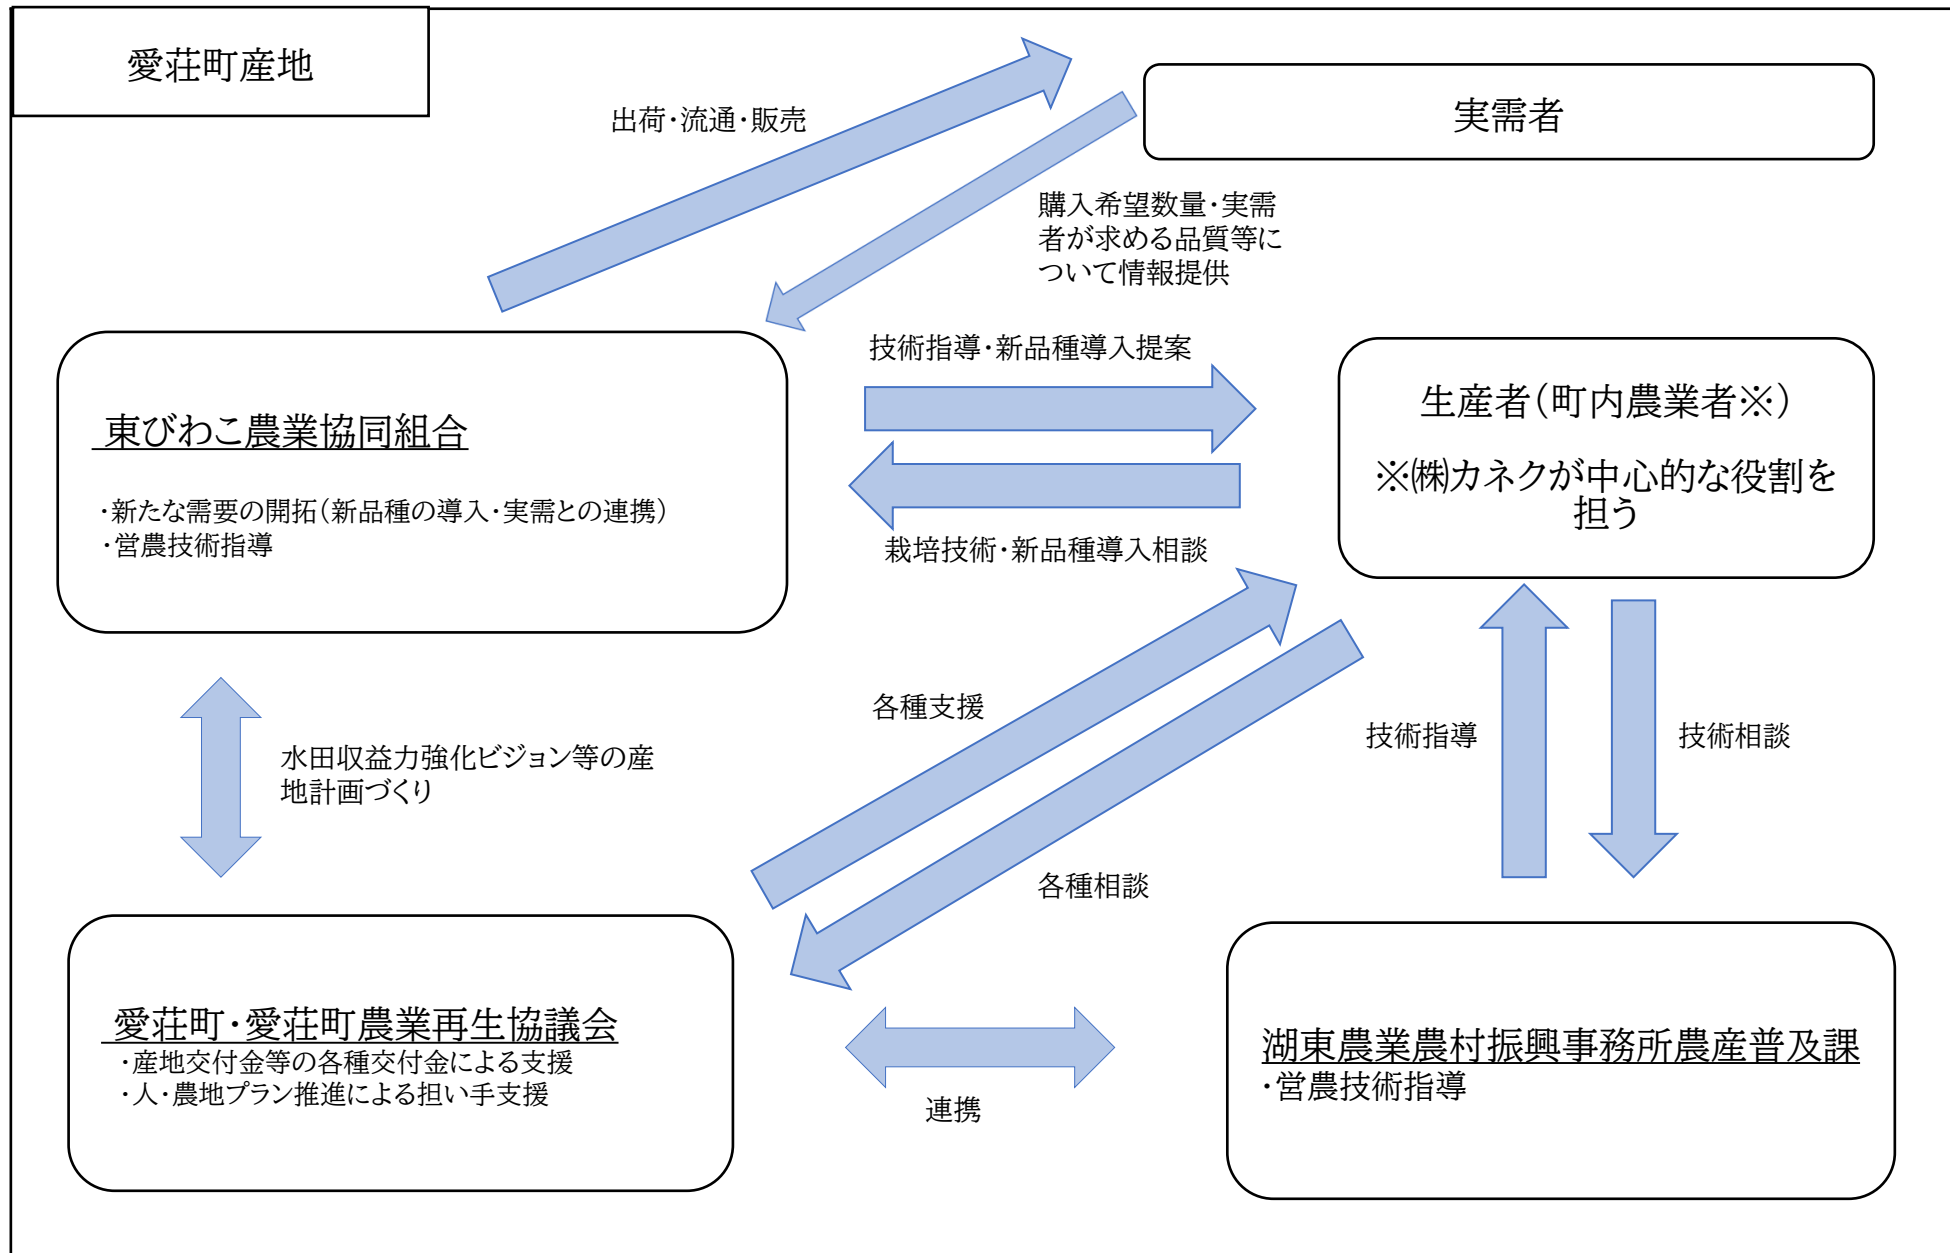 愛荘町産地
実需者
出荷・流通・販売
購入希望数量・実需
者が求める品質等に
ついて情報提供
技術指導・新品種導入提案
東びわこ農業協同組合
・新たな需要の開拓（新品種の導入・実需との連携）
・営農技術指導
生産者（町内農業者※）
※㈱カネクが中心的な役割を
担う
栽培技術・新品種導入相談
各種支援
技術指導
技術相談
水田収益力強化ビジョン等の産
地計画づくり
各種相談
愛荘町・愛荘町農業再生協議会
・産地交付金等の各種交付金による支援
・人・農地プラン推進による担い手支援
連携
湖東農業農村振興事務所農産普及課
・営農技術指導